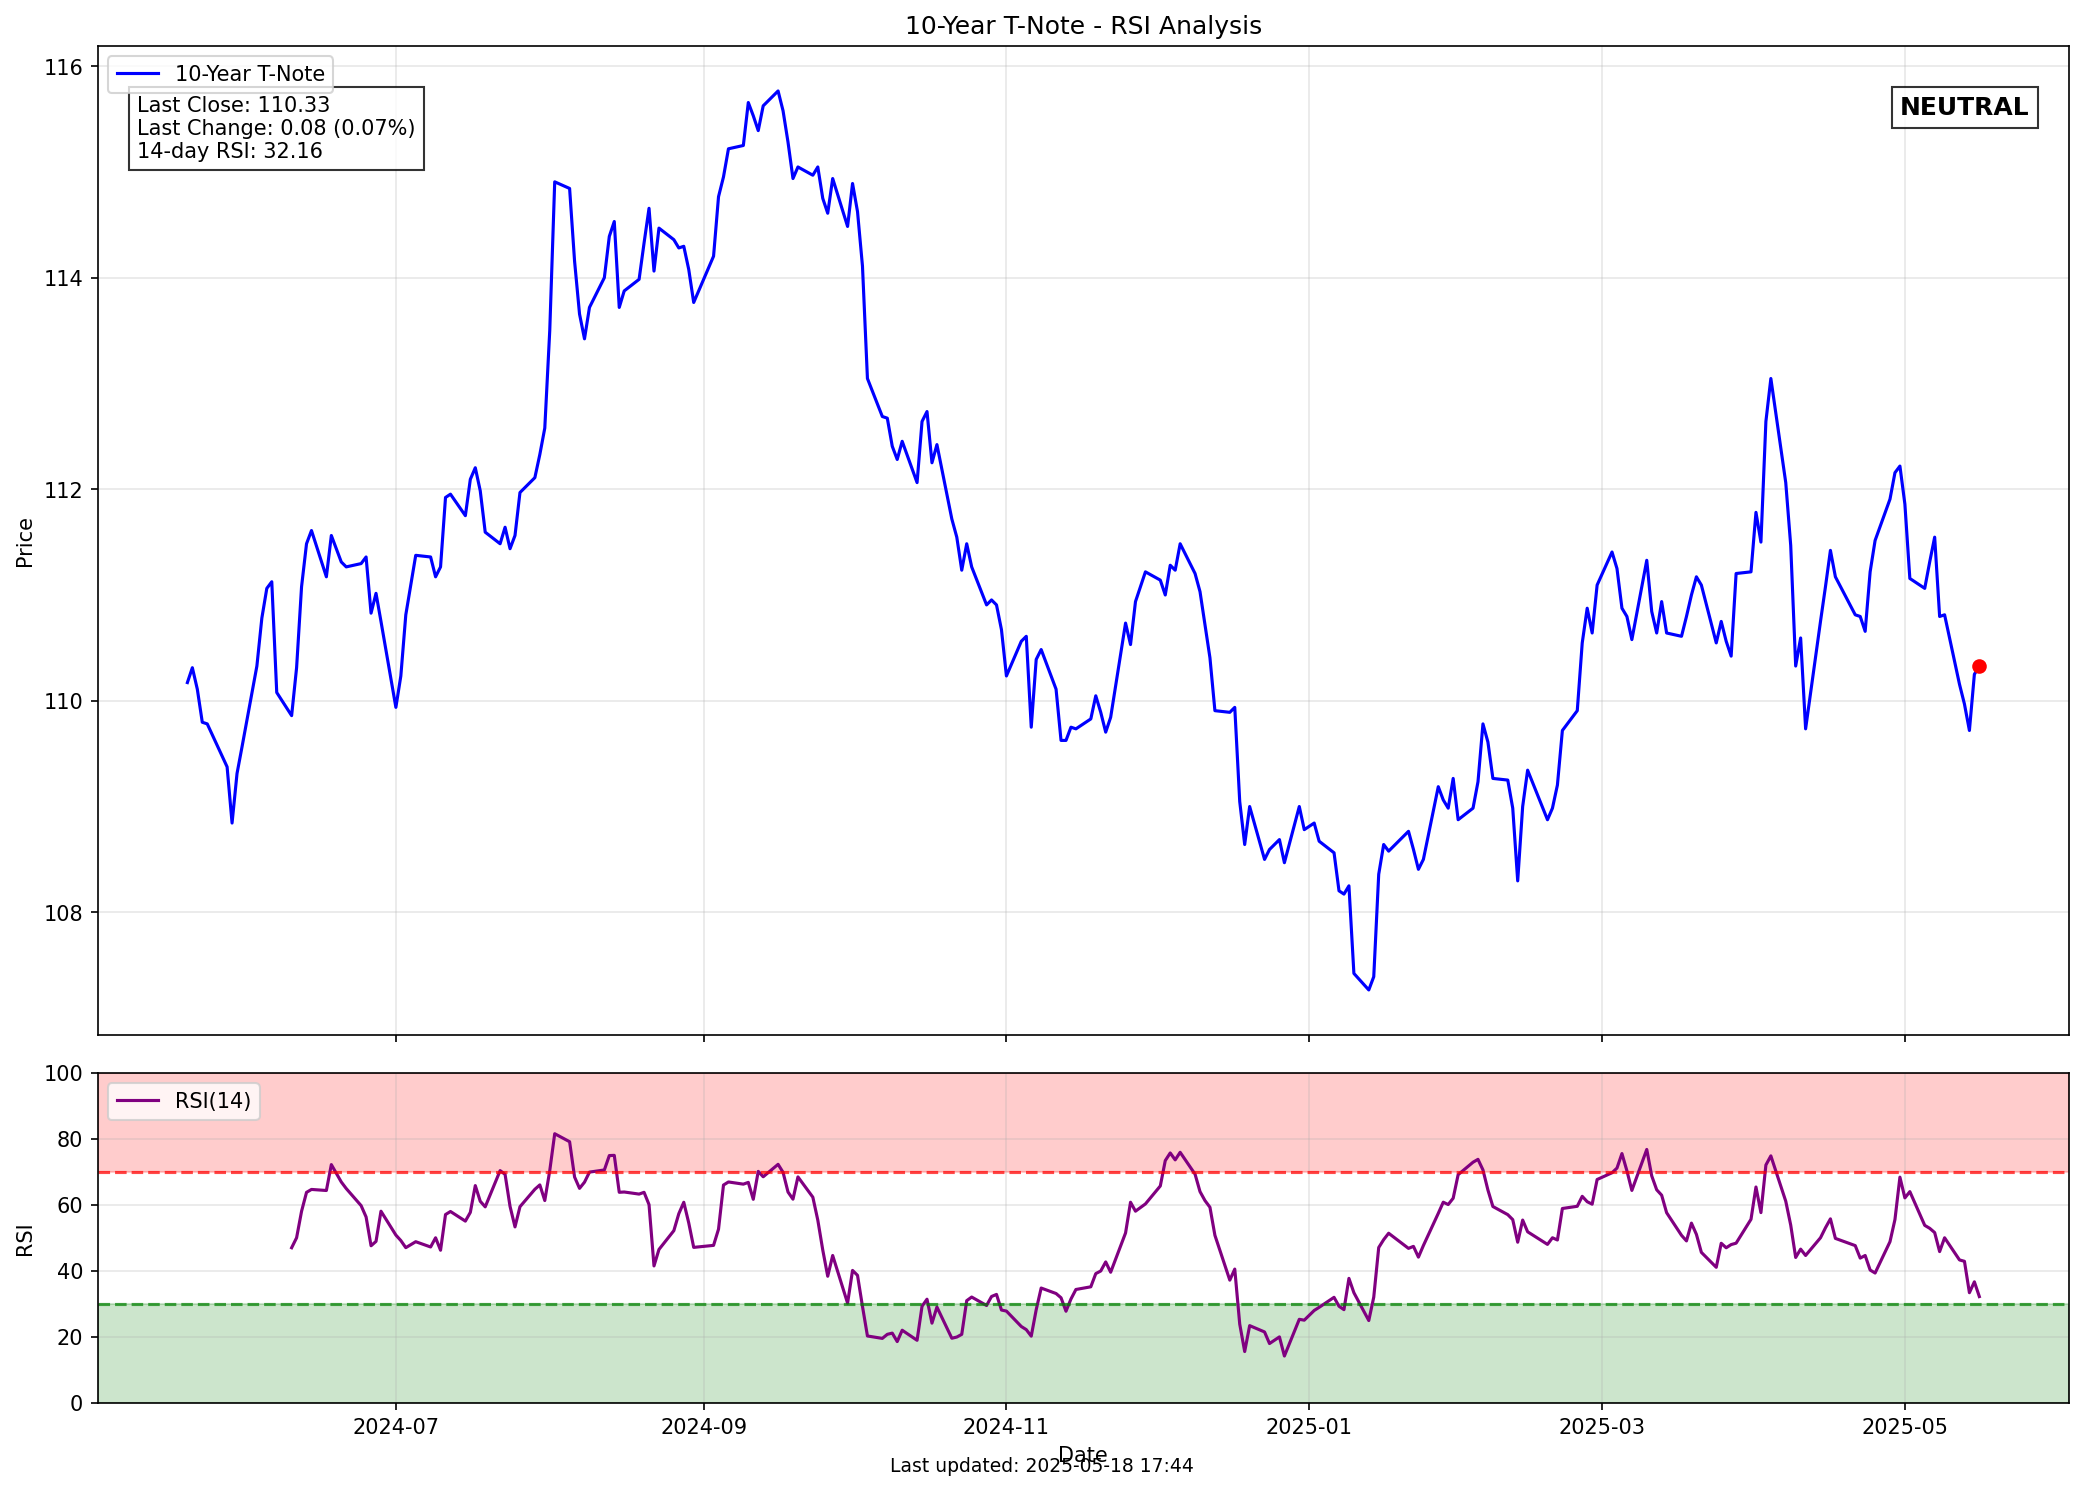 10-Year T-Note - RSI Analysis
10-Year T-Note
Last Close: 110.33
Last Change: 0.08 (0.07%)
14-day RSI: 32.16
NEUTRAL
Price
116
114
112
110
108
RSI(14)
RSI
100
80
60
40
20
0
2024-07
2024-09
2024-11
2025-01
2025-03
2025-05
Date
Last updated: 2025-05-18 17:44